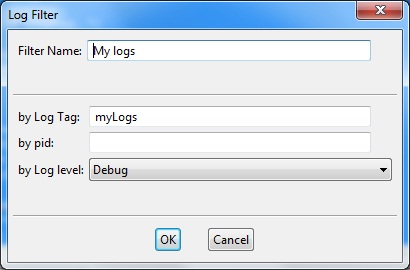 Log Filter
Filter Name: My logs
by Log Tag: myLogs
by pid:
by Log level: Debug
OK Cancel